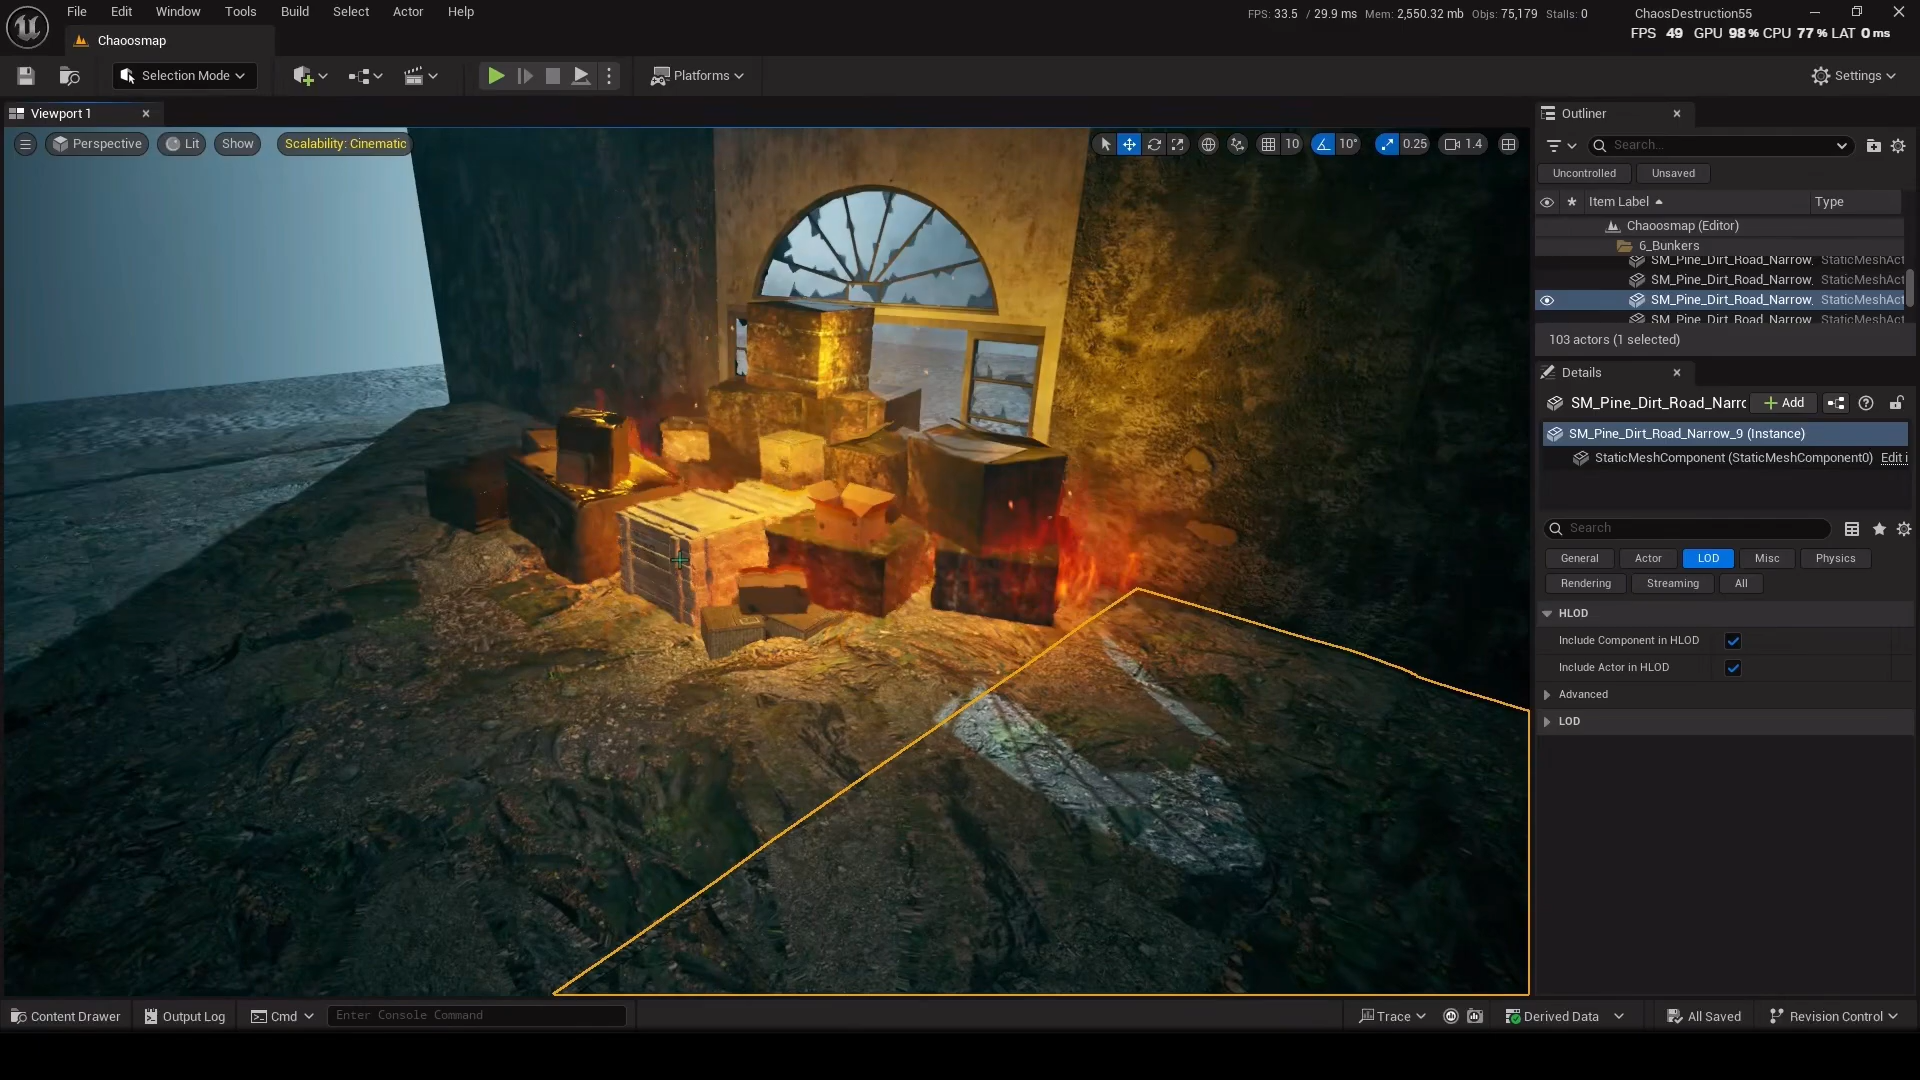 File Edit Window Tools Build Select Actor Help
FPS: 33.5 / 29.9 ms Mem: 2,550.32 mb Objs: 75,179 Stalls: 0
ChaosDestruction55
FPS 49 GPU 98 % CPU 77 % LAT 0 ms
Chaoosmap
Selection Mode
Platforms
Settings
Viewport 1
Perspective Lit Show Scalability: Cinematic
10 10° 0.25 1.4
Outliner
Search...
Uncontrolled Unsaved
Item Label Type
Chaoosmap (Editor)
6_Bunkers
SM_Pine_Dirt_Road_Narrow. StaticMeshAct
SM_Pine_Dirt_Road_Narrow. StaticMeshAct
SM_Pine_Dirt_Road_Narrow. StaticMeshAct
SM_Pine_Dirt_Road_Narrow. StaticMeshAct
103 actors (1 selected)
Details
SM_Pine_Dirt_Road_Narrc Add
SM_Pine_Dirt_Road_Narrow_9 (Instance)
StaticMeshComponent (StaticMeshComponent0) Edit i
Search
General Actor LOD Misc Physics
Rendering Streaming All
HLOD
Include Component in HLOD
Include Actor in HLOD
Advanced
LOD
Content Drawer Output Log Cmd Enter Console Command
Trace Derived Data All Saved Revision Control